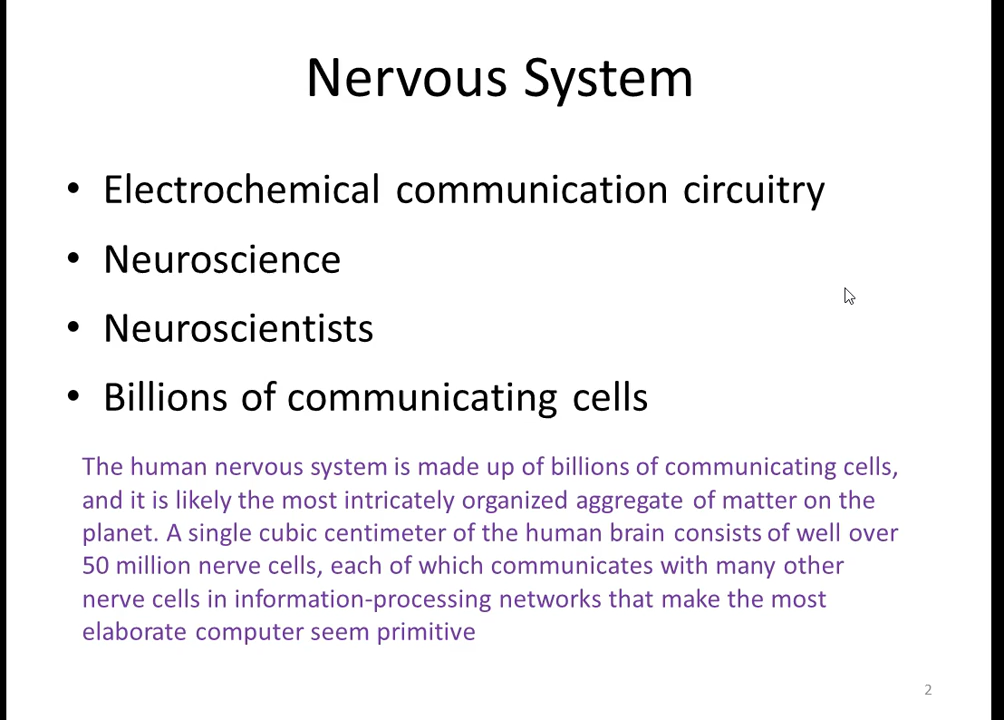 Nervous System
• Electrochemical communication circuitry
• Neuroscience
• Neuroscientists
• Billions of communicating cells
The human nervous system is made up of billions of communicating cells,
and it is likely the most intricately organized aggregate of matter on the
planet. A single cubic centimeter of the human brain consists of well over
50 million nerve cells, each of which communicates with many other
nerve cells in information-processing networks that make the most
elaborate computer seem primitive
2